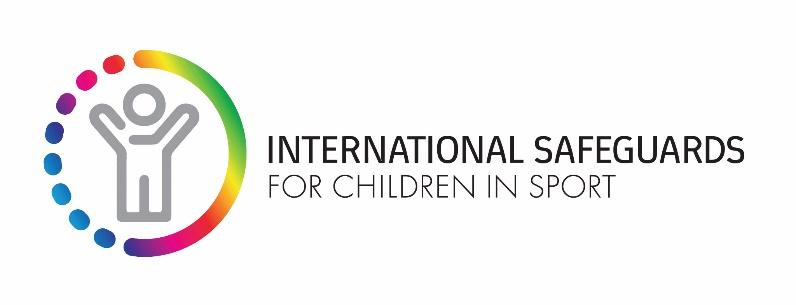 INTERNATIONAL SAFEGUARDS
FOR CHILDREN IN SPORT